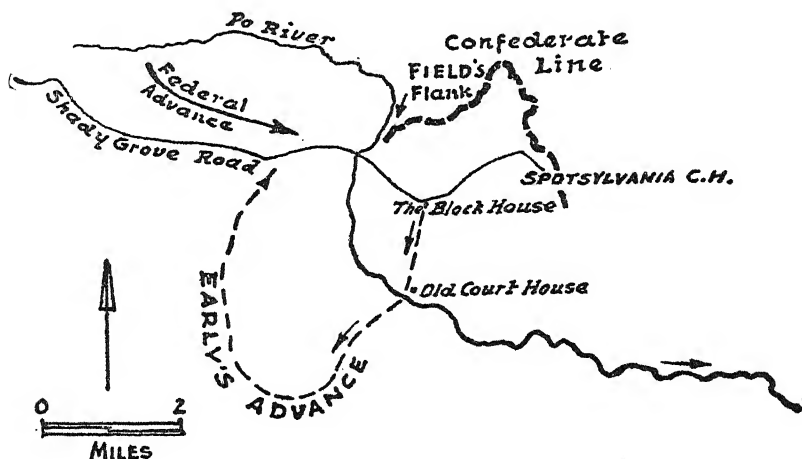 Po River
Confederate
Line
FIELD'S
Flank
Federal
Advance
Shady Grove Road
SPOTSYLVANIA C.H.
The Block House
Old Court House
EARLY'S ADVANCE
0 2
MILES